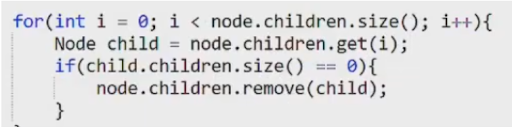 for(int i = 0; i < node.children.size(); i++){
Node child = node.children.get(i);
if(child.children.size() == 0){
node.children.remove(child);
}
}